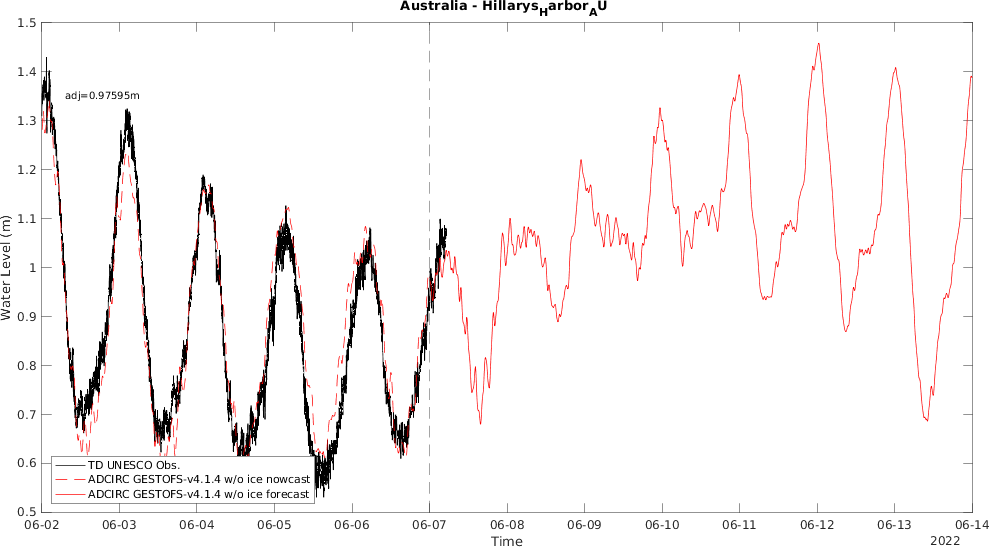 Australia - Hillarys_Harbor_AU
adj=0.97595m
Water Level (m)
1.5
1.4
1.3
1.2
1.1
1
0.9
0.8
0.7
0.6
0.5
TD UNESCO Obs.
ADCIRC GESTOFS-v4.1.4 w/o ice nowcast
ADCIRC GESTOFS-v4.1.4 w/o ice forecast
06-02 06-03 06-04 06-05 06-06 06-07 06-08 06-09 06-10 06-11 06-12 06-13 06-14
Time
2022